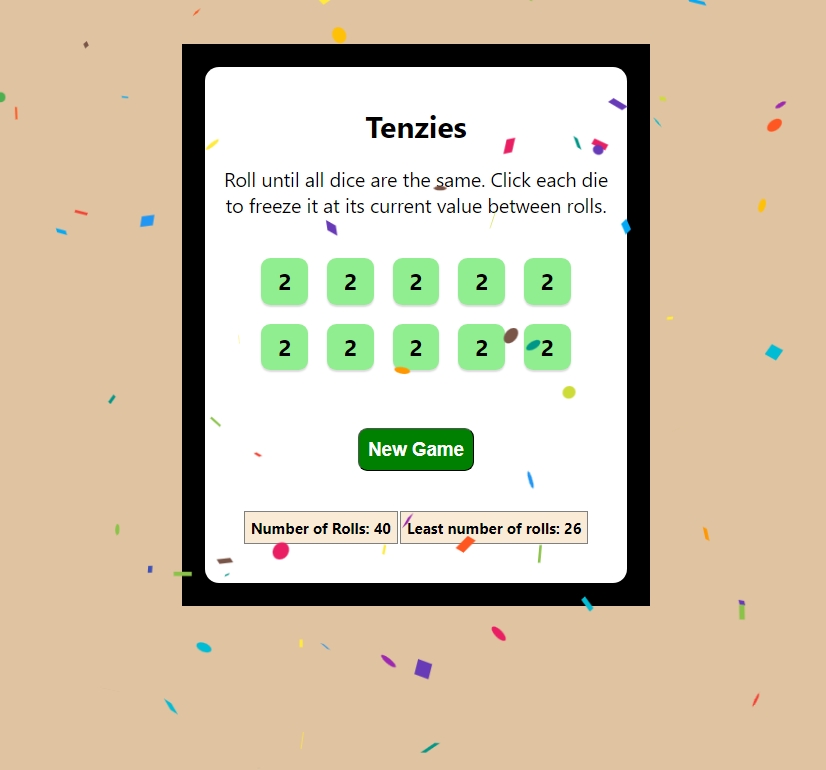 Tenzies
Roll until all dice are the same. Click each die
to freeze it at its current value between rolls.
2 2 2 2 2
2 2 2 2 2
New Game
Number of Rolls: 40 Least number of rolls: 26